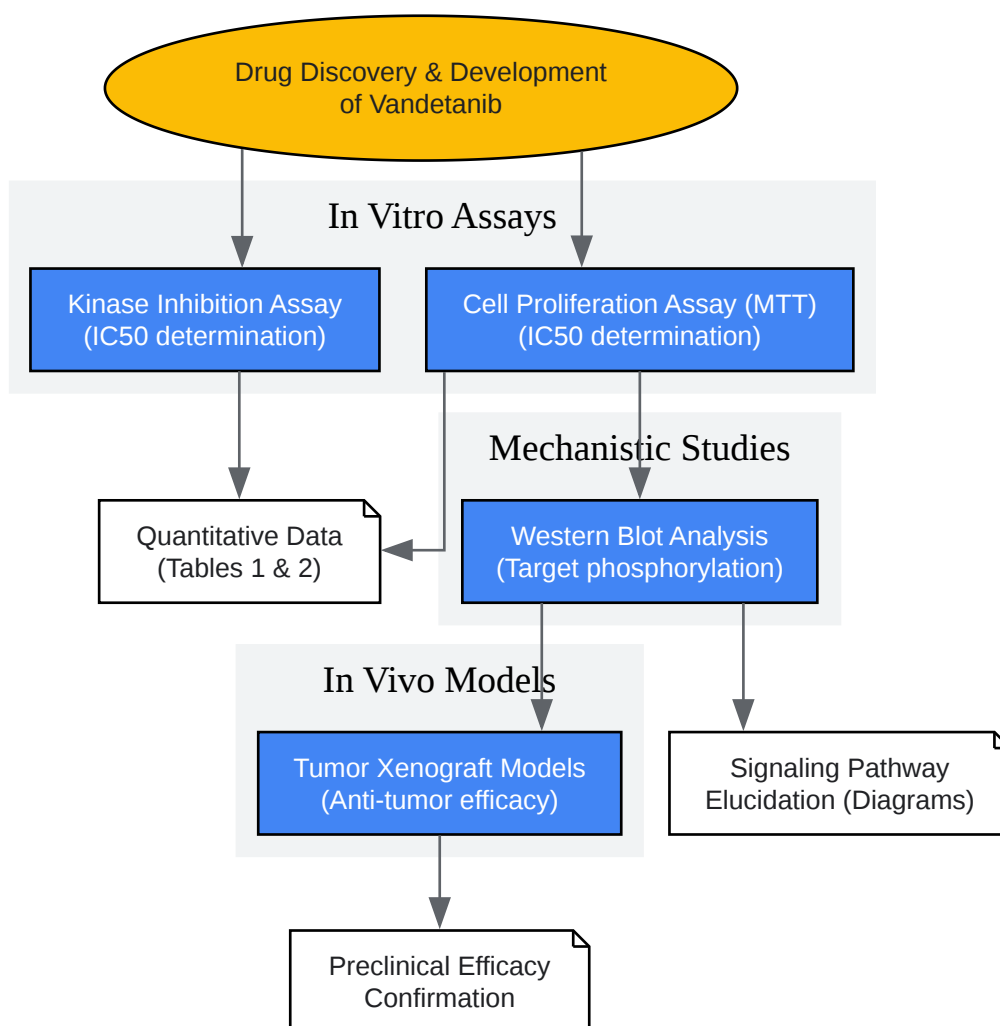 Drug Discovery & Development
of Vandetanib
In Vitro Assays
Kinase Inhibition Assay
(IC50 determination)
Cell Proliferation Assay (MTT)
(IC50 determination)
Mechanistic Studies
Quantitative Data
(Tables 1 & 2)
Western Blot Analysis
(Target phosphorylation)
In Vivo Models
Tumor Xenograft Models
(Anti-tumor efficacy)
Signaling Pathway
Elucidation (Diagrams)
Preclinical Efficacy
Confirmation